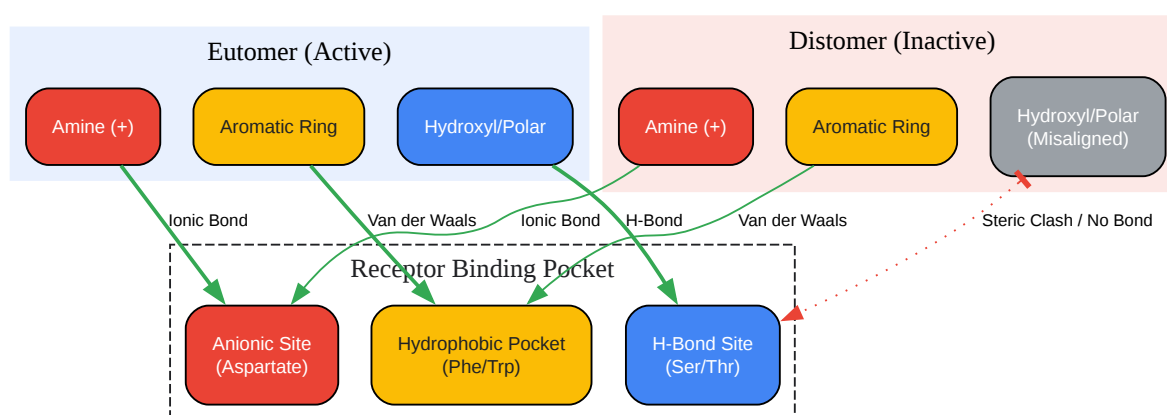 Eutomer (Active)
Distomer (Inactive)
Amine (+)
Aromatic Ring
Hydroxyl/Polar
Amine (+)
Aromatic Ring
Hydroxyl/Polar
(Misaligned)
Ionic Bond
Van der Waals
Ionic Bond
H-Bond
Van der Waals
Steric Clash / No Bond
Receptor Binding Pocket
Anionic Site
(Aspartate)
Hydrophobic Pocket
(Phe/Trp)
H-Bond Site
(Ser/Thr)